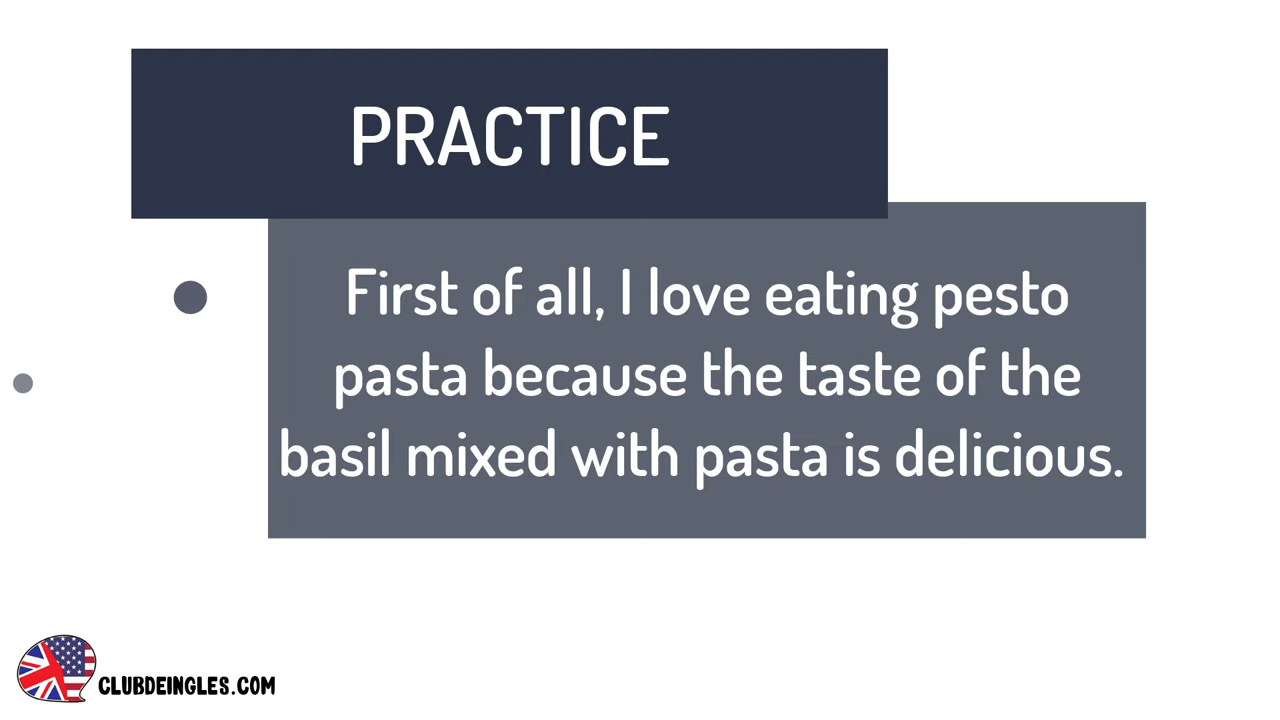 PRACTICE
First of all, I love eating pesto
pasta because the taste of the
basil mixed with pasta is delicious.
CLUBDEINGLES.COM